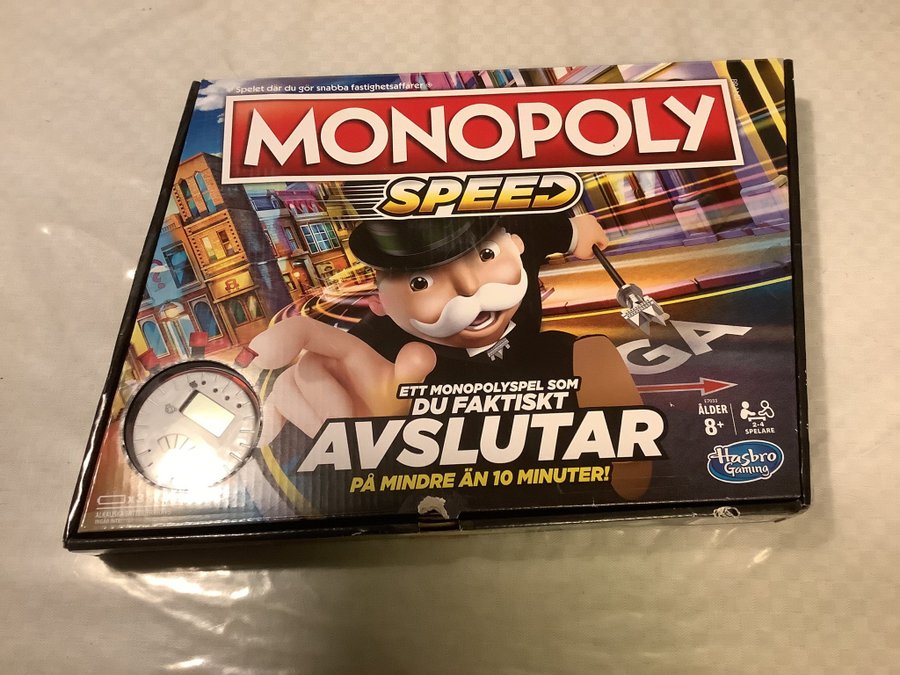 Spelet där du gör snabba fastighetsaffärer®
MONOPOLY
SPEED
GA
ETT MONOPOLYSPEL SOM
DU FAKTISKT
AVSLUTAR
PÅ MINDRE ÄN 10 MINUTER!
E7033
ÅLDER
8+
2-4
SPELARE
Hasbro
Gaming